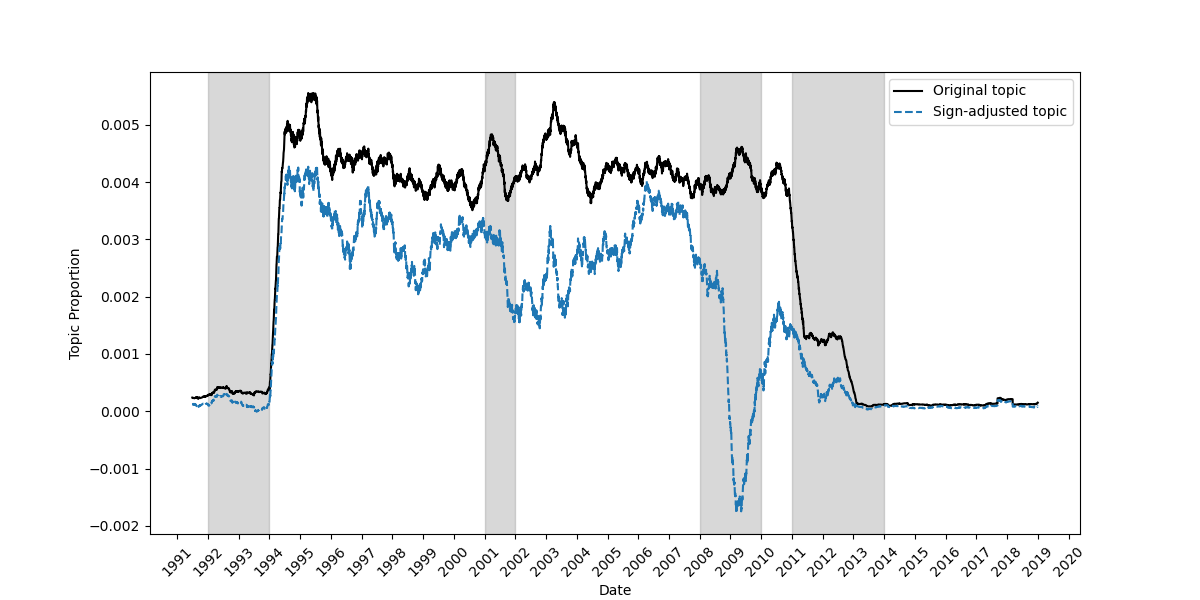 Original topic
Sign-adjusted topic
Topic Proportion
0.005
0.004
0.003
0.002
0.001
0.000
−0.001
−0.002
1991 1992 1993 1994 1995 1996 1997 1998 1999 2000 2001 2002 2003 2004 2005 2006 2007 2008 2009 2010 2011 2012 2013 2014 2015 2016 2017 2018 2019 2020
Date